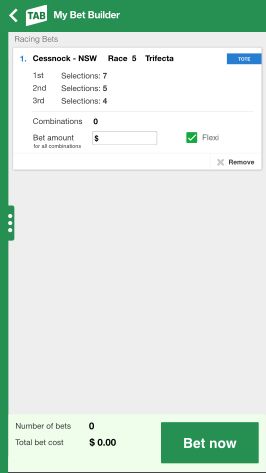 TAB My Bet Builder
Racing Bets
1. Cessnock - NSW Race 5 Trifecta TOTE
1st Selections: 7
2nd Selections: 5
3rd Selections: 4
Combinations 0
Bet amount $ Flexi
for all combinations
Remove
Number of bets 0
Total bet cost $ 0.00
Bet now